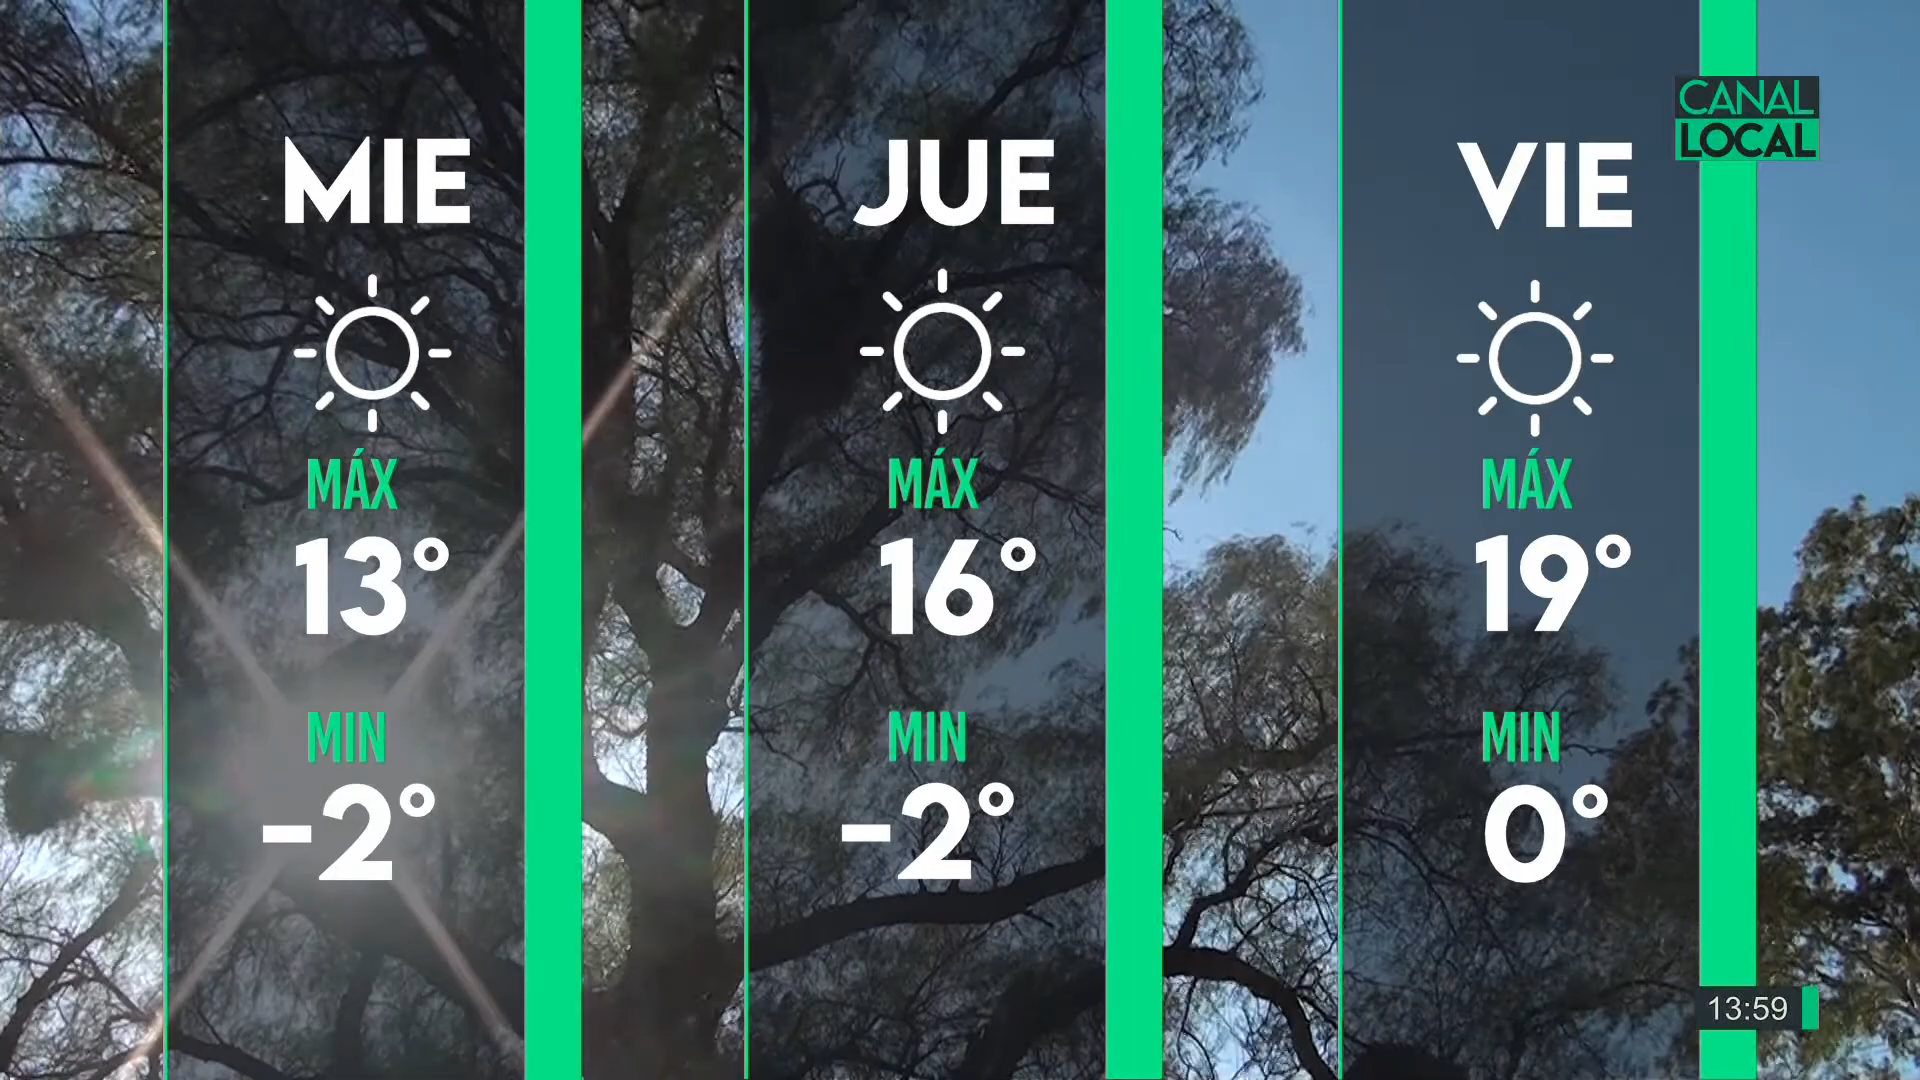 MIE
MÁX
13°
MIN
-2°
JUE
MÁX
16°
MIN
-2°
VIE
MÁX
19°
MIN
0°
CANAL
LOCAL
13:59